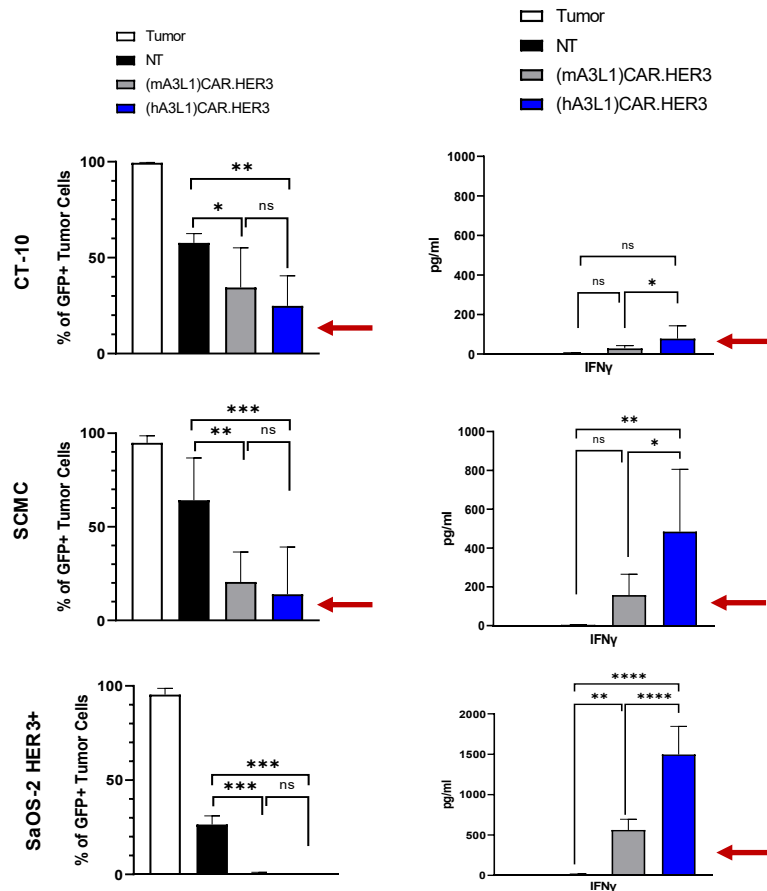 Tumor
NT
(mA3L1)CAR.HER3
(hA3L1)CAR.HER3
Tumor
NT
(mA3L1)CAR.HER3
(hA3L1)CAR.HER3
CT-10
% of GFP+ Tumor Cells
100
50
0
**
*
ns
pg/ml
1000
800
600
400
200
0
ns
ns
*
IFNγ
SCMC
% of GFP+ Tumor Cells
100
50
0
***
**
ns
pg/ml
1000
800
600
400
200
0
**
ns
*
IFNγ
SaOS-2 HER3+
% of GFP+ Tumor Cells
100
50
0
***
***
ns
pg/ml
2000
1500
1000
500
0
****
**
****
IFNγ